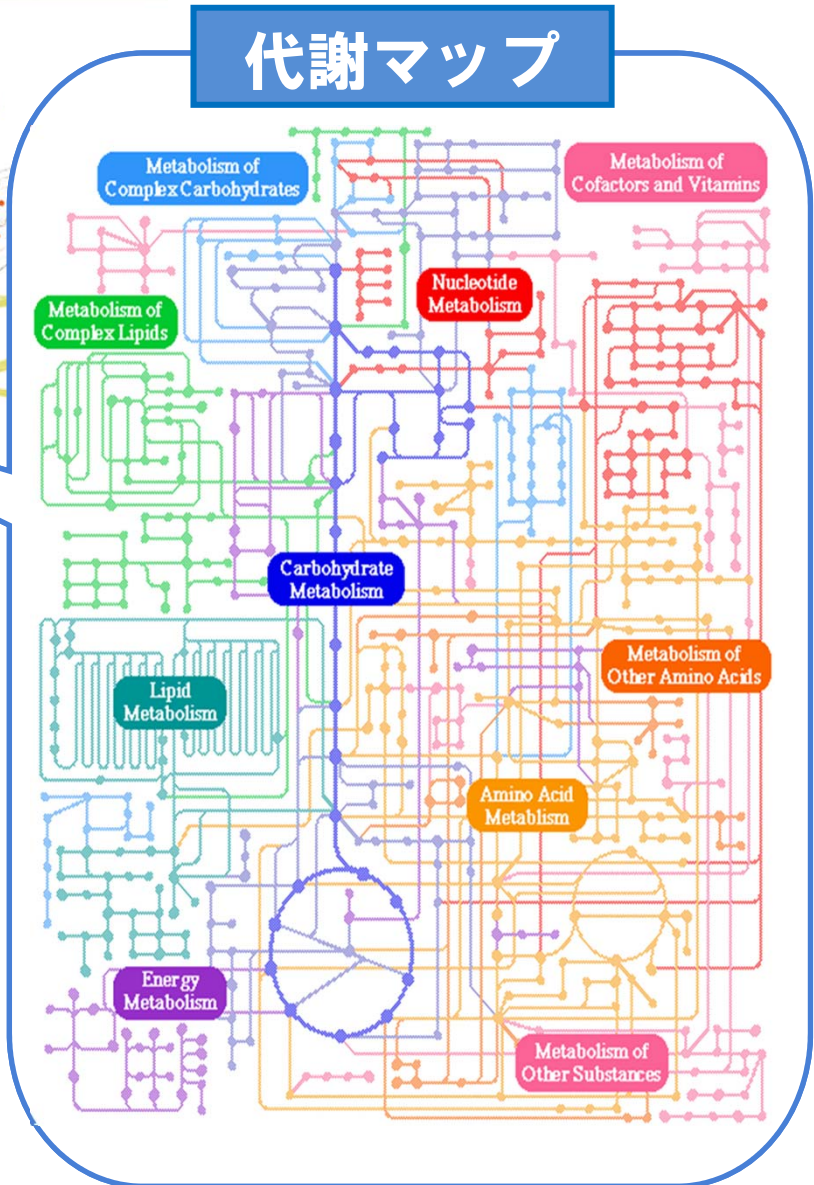 代謝マップ
Metabolism of
Complex Carbohydrates
Metabolism of
Cofactors and Vitamins
Nucleotide
Metabolism
Metabolism of
Complex Lipids
Carbohydrate
Metabolism
Metabolism of
Other Amino Acids
Lipid
Metabolism
Amino Acid
Metablism
Energy
Metabolism
Metabolism of
Other Substances